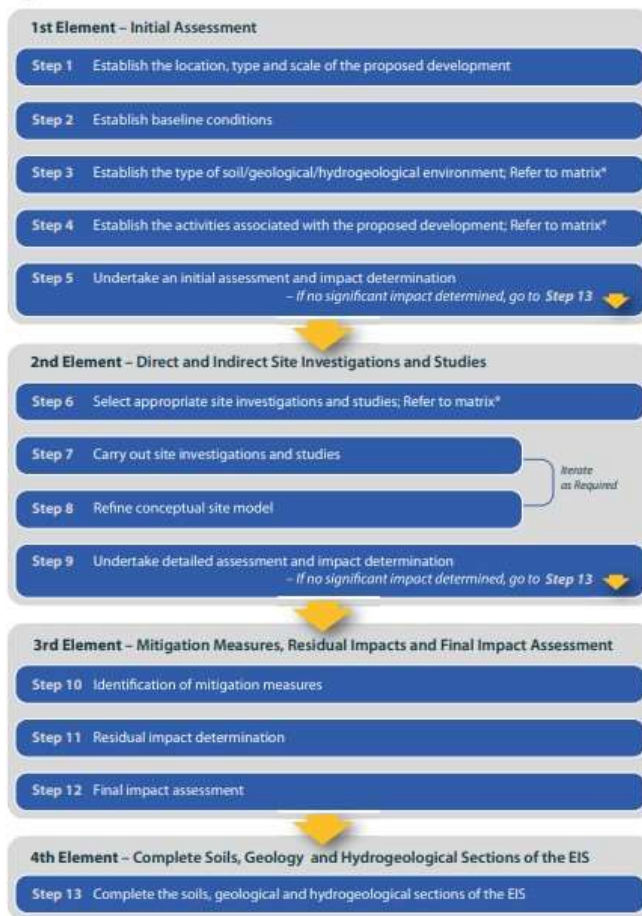 1st Element – Initial Assessment
Step 1 Establish the location, type and scale of the proposed development
Step 2 Establish baseline conditions
Step 3 Establish the type of soil/geological/hydrogeological environment; Refer to matrix*
Step 4 Establish the activities associated with the proposed development; Refer to matrix*
Step 5 Undertake an initial assessment and impact determination
– If no significant impact determined, go to Step 13
2nd Element – Direct and Indirect Site Investigations and Studies
Step 6 Select appropriate site investigations and studies; Refer to matrix*
Step 7 Carry out site investigations and studies
Iterate
as Required
Step 8 Refine conceptual site model
Step 9 Undertake detailed assessment and impact determination
– If no significant impact determined, go to Step 13
3rd Element – Mitigation Measures, Residual Impacts and Final Impact Assessment
Step 10 Identification of mitigation measures
Step 11 Residual impact determination
Step 12 Final impact assessment
4th Element – Complete Soils, Geology and Hydrogeological Sections of the EIS
Step 13 Complete the soils, geological and hydrogeological sections of the EIS